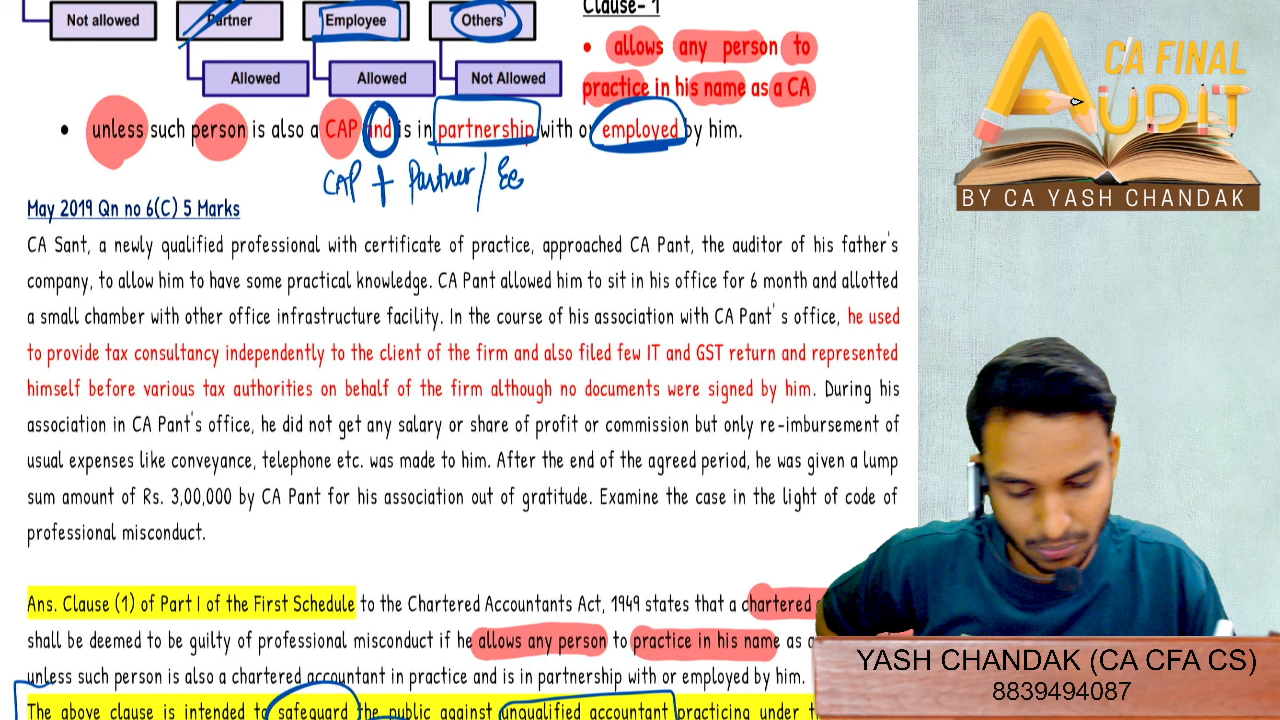 Not allowed
Partner
Employee
Others
Allowed
Allowed
Not Allowed
Clause- 1
• allows any person to
practice in his name as a CA
• unless such person is also a CAP and is in partnership with or employed by him.
CAP + Partner/ Ee
May 2019 Qn no 6(C) 5 Marks
CA Sant, a newly qualified professional with certificate of practice, approached CA Pant, the auditor of his father's
company, to allow him to have some practical knowledge. CA Pant allowed him to sit in his office for 6 month and allotted
a small chamber with other office infrastructure facility. In the course of his association with CA Pant' s office, he used
to provide tax consultancy independently to the client of the firm and also filed few IT and GST return and represented
himself before various tax authorities on behalf of the firm although no documents were signed by him. During his
association in CA Pant's office, he did not get any salary or share of profit or commission but only re-imbursement of
usual expenses like conveyance, telephone etc. was made to him. After the end of the agreed period, he was given a lump
sum amount of Rs. 3,00,000 by CA Pant for his association out of gratitude. Examine the case in the light of code of
professional misconduct.
Ans. Clause (1) of Part I of the First Schedule to the Chartered Accountants Act, 1949 states that a chartered
shall be deemed to be guilty of professional misconduct if he allows any person to practice in his name as a
unless such person is also a chartered accountant in practice and is in partnership with or employed by him.
The above clause is intended to safeguard the public against unqualified accountant practicing under
CA FINAL
AUDIT
BY CA YASH CHANDAK
YASH CHANDAK (CA CFA CS)
8839494087